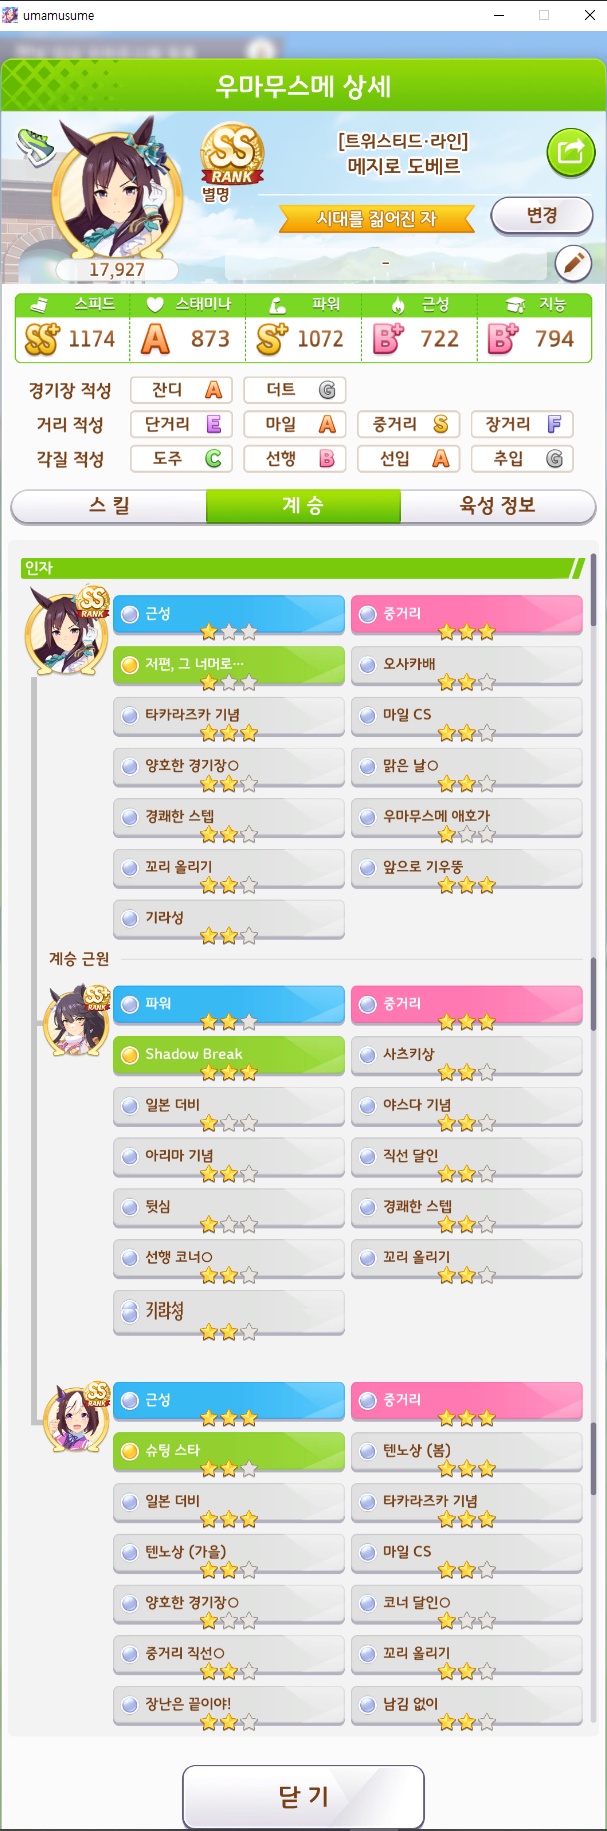 umamusume
우마무스메 상세
SS
RANK
별명
[트위스티드·라인]
메지로 도베르
시대를 짊어진 자
변경
17,927
-
스피드 스태미나 파워 근성 지능
SS+ 1174 A 873 S+ 1072 B+ 722 B+ 794
경기장 적성 잔디 A 더트 G
거리 적성 단거리 E 마일 A 중거리 S 장거리 F
각질 적성 도주 C 선행 B 선입 A 추입 G
스킬 계승 육성 정보
인자
SS
RANK
근성 중거리
저편, 그 너머로… 오사카배
타카라즈카 기념 마일 CS
양호한 경기장○ 맑은 날○
경쾌한 스텝 우마무스메 애호가
꼬리 올리기 앞으로 기우뚱
기라성
계승 근원
SS+
RANK
파워 중거리
Shadow Break 사츠키상
일본 더비 야스다 기념
아리마 기념 직선 달인
뒷심 경쾌한 스텝
선행 코너○ 꼬리 올리기
기라성
SS
RANK
근성 중거리
슈팅 스타 텐노상 (봄)
일본 더비 타카라즈카 기념
텐노상 (가을) 마일 CS
양호한 경기장○ 코너 달인○
중거리 직선○ 꼬리 올리기
장난은 끝이야! 남김 없이
닫기